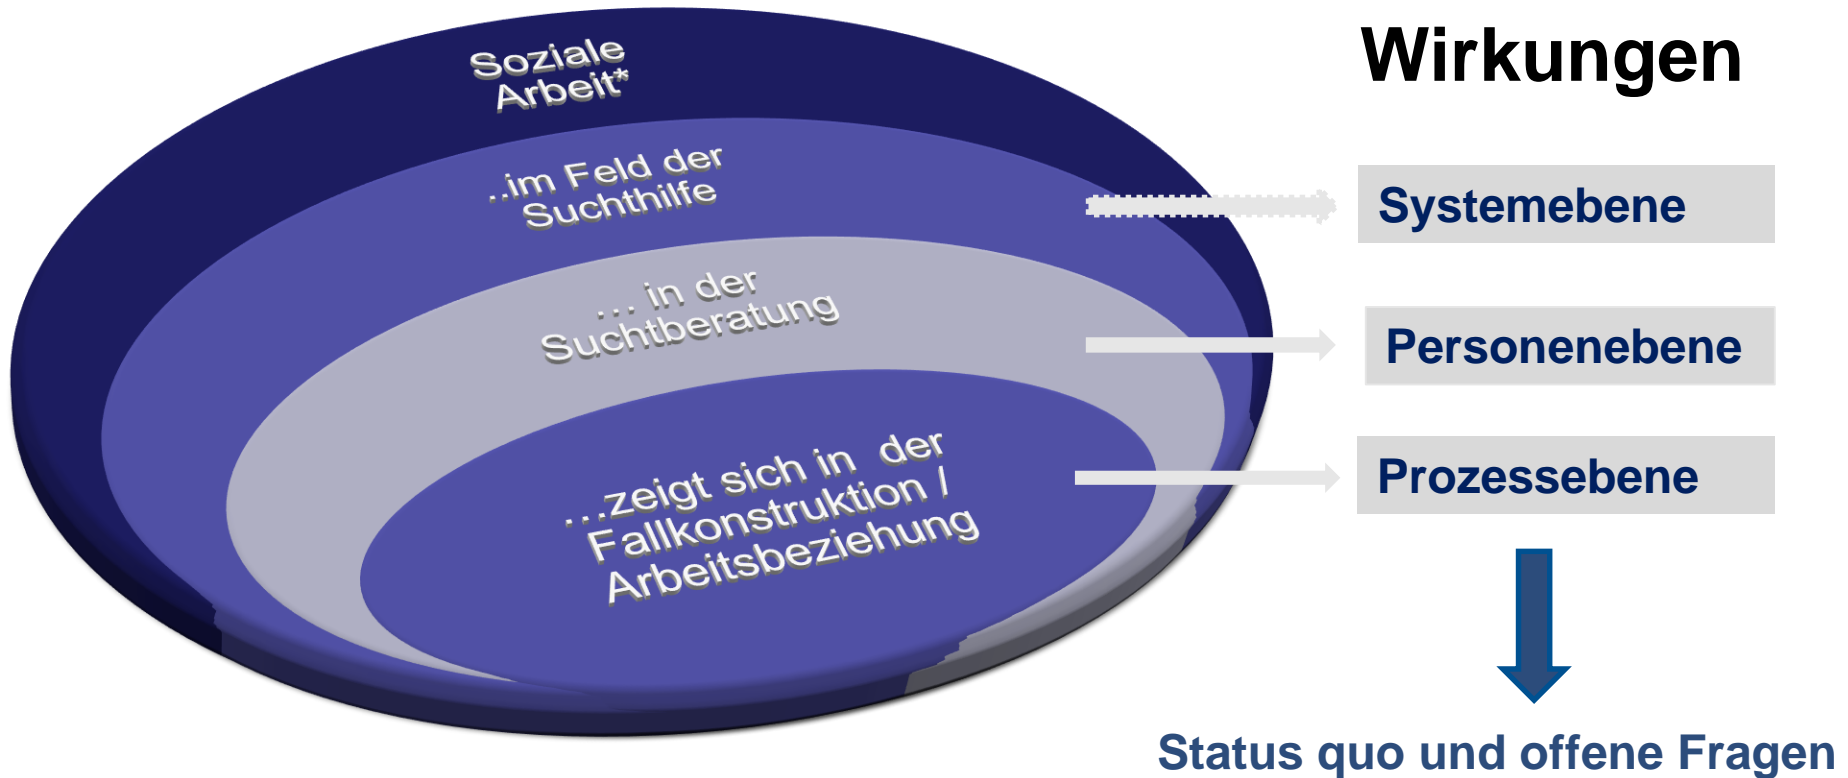 Soziale
Arbeit*
..im Feld der
Suchthilfe
... in der
Suchtberatung
...zeigt sich in der
Fallkonstruktion /
Arbeitsbeziehung
Wirkungen
Systemebene
Personenebene
Prozessebene
Status quo und offene Fragen